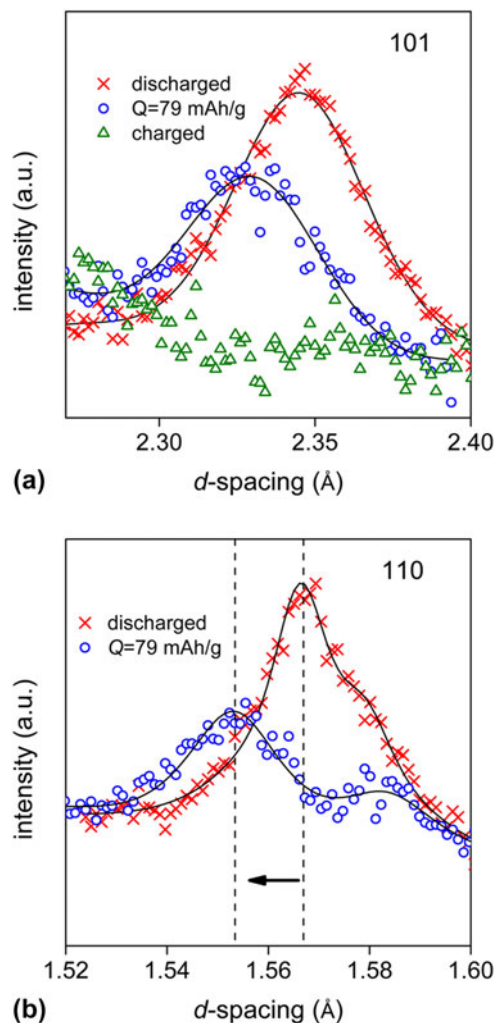 101
discharged
Q=79 mAh/g
charged
intensity (a.u.)
2.30 2.35 2.40
d-spacing (Å)
(a)
110
discharged
Q=79 mAh/g
intensity (a.u.)
1.52 1.54 1.56 1.58 1.60
d-spacing (Å)
(b)